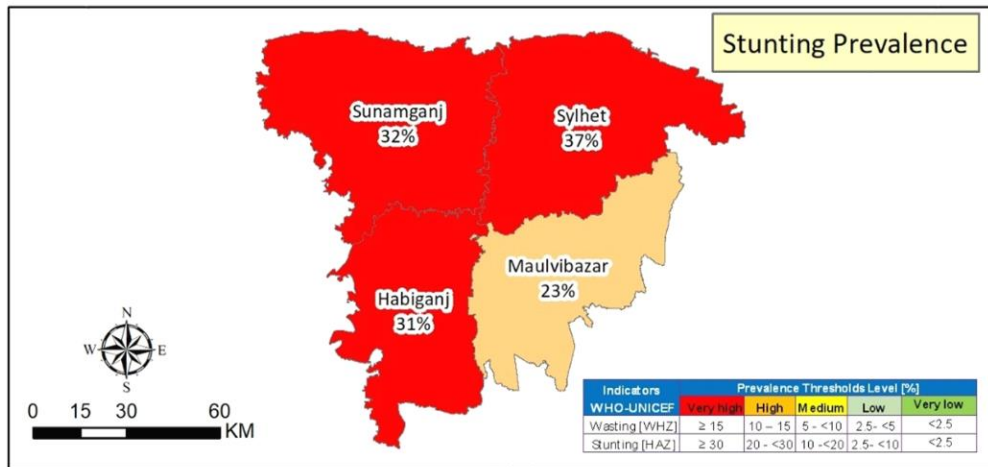 Stunting Prevalence
Sunamganj
32%
Sylhet
37%
Maulvibazar
23%
Habiganj
31%
N
W E
S
0 15 30 60
KM
Indicators Prevalence Thresholds Level [%]
WHO-UNICEF Very high High Medium Low Very low
Wasting [WHZ] ≥ 15 10 – 15 5 - <10 2.5- <5 <2.5
Stunting [HAZ] ≥ 30 20 - <30 10 -<20 2.5- <10 <2.5